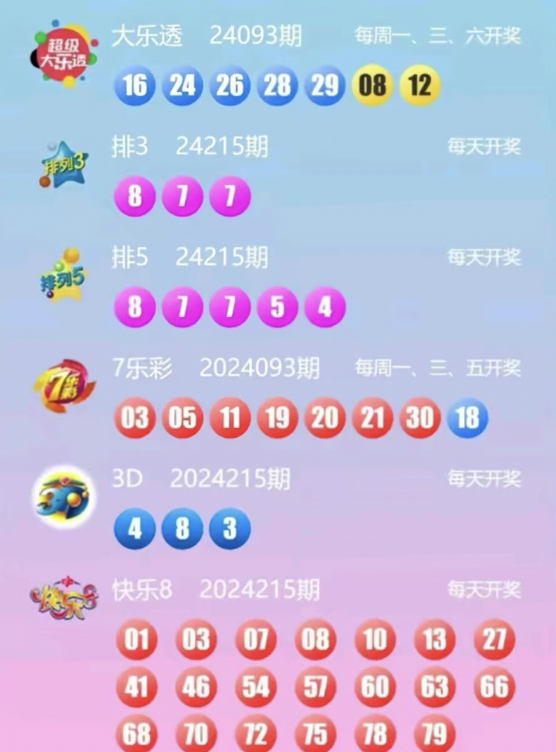 超级
大乐透
大乐透 24093期 每周一、三、六开奖
16 24 26 28 29 08 12
排列3
排3 24215期 每天开奖
8 7 7
排列5
排5 24215期 每天开奖
8 7 7 5 4
7乐彩
7乐彩 2024093期 每周一、三、五开奖
03 05 11 19 20 21 30 18
3D 2024215期 每天开奖
4 8 3
快乐8 2024215期 每天开奖
01 03 07 08 10 13 27
41 46 54 57 60 63 66
68 70 72 75 78 79